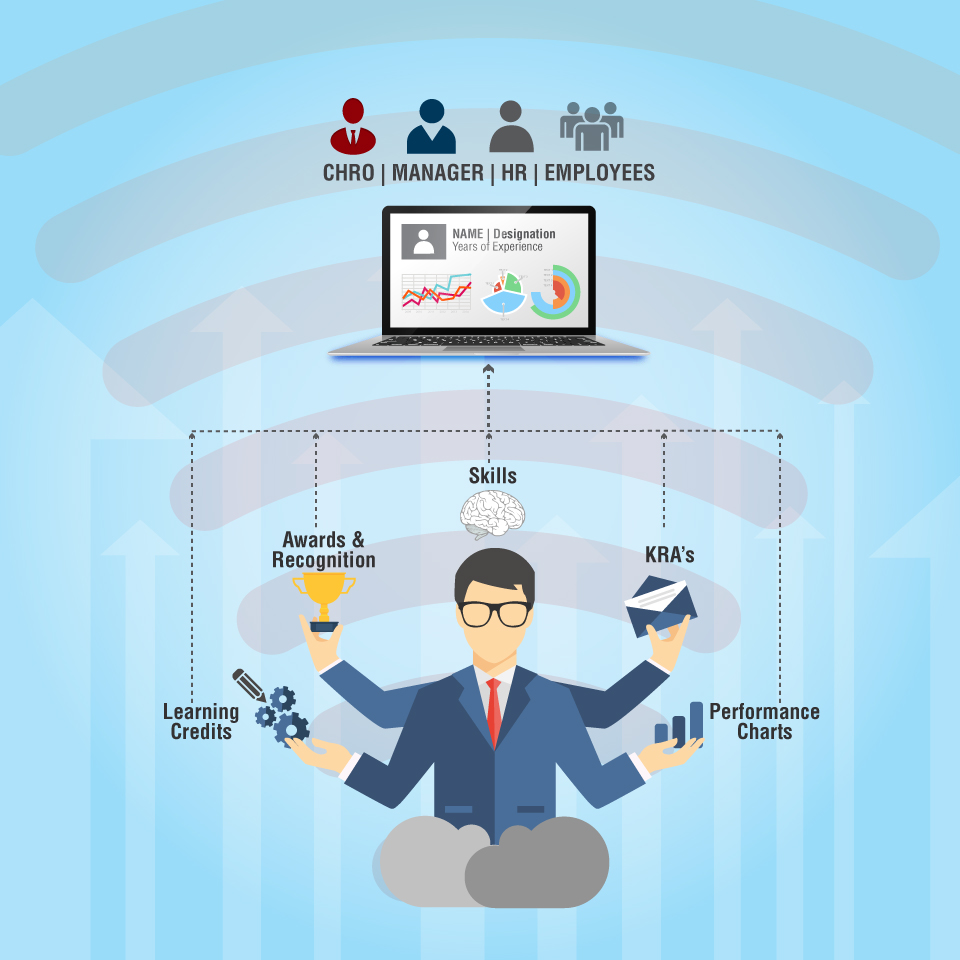 CHRO | MANAGER | HR | EMPLOYEES
NAME | Designation
Years of Experience
Skills
Awards &
Recognition
KRA's
Learning
Credits
Performance
Charts